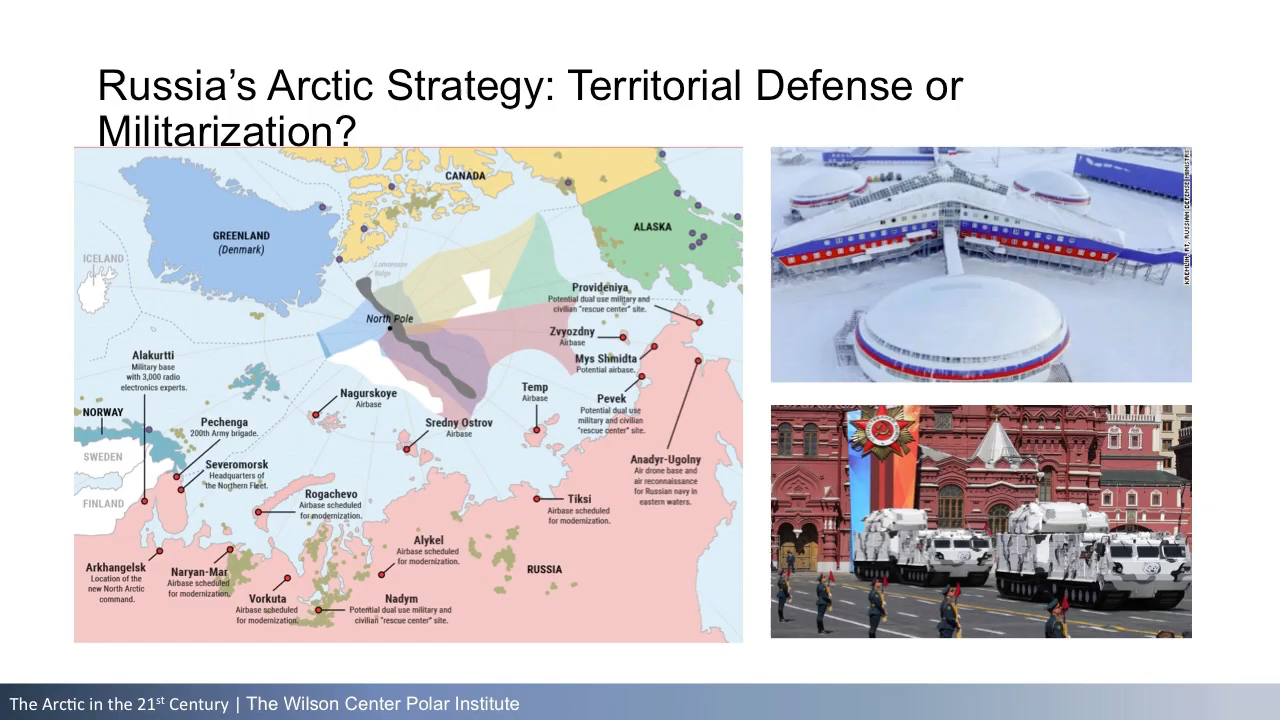 Russia’s Arctic Strategy: Territorial Defense or
Militarization?
CANADA
GREENLAND
(Denmark)
ALASKA
ICELAND
Lomonosov
Ridge
North Pole
Provideniya
Potential dual use military and
civilian "rescue center" site.
Zvyozdny
Airbase
Mys Shmidta
Potential airbase.
Alakurtti
Military base
with 3,000 radio
electronics experts.
Nagurskoye
Airbase
Temp
Airbase
Pevek
Potential dual use
military and civilian
"rescue center" site.
NORWAY
Pechenga
200th Army brigade.
Sredny Ostrov
Airbase
SWEDEN
Severomorsk
Headquarters of
the Northern Fleet.
Anadyr-Ugolny
Air drone base and
air reconnaissance
for Russian navy in
eastern waters.
FINLAND
Rogachevo
Airbase scheduled
for modernization.
Tiksi
Airbase scheduled
for modernization.
Alykel
Airbase scheduled
for modernization.
Arkhangelsk
Location of the
new North Arctic
command.
Naryan-Mar
Airbase scheduled
for modernization.
RUSSIA
Vorkuta
Airbase scheduled
for modernization.
Nadym
Potential dual use military and
civilian "rescue center" site.
KREMLIN, RT, RUSSIAN DEFENSE MINISTRY
The Arctic in the 21st Century | The Wilson Center Polar Institute